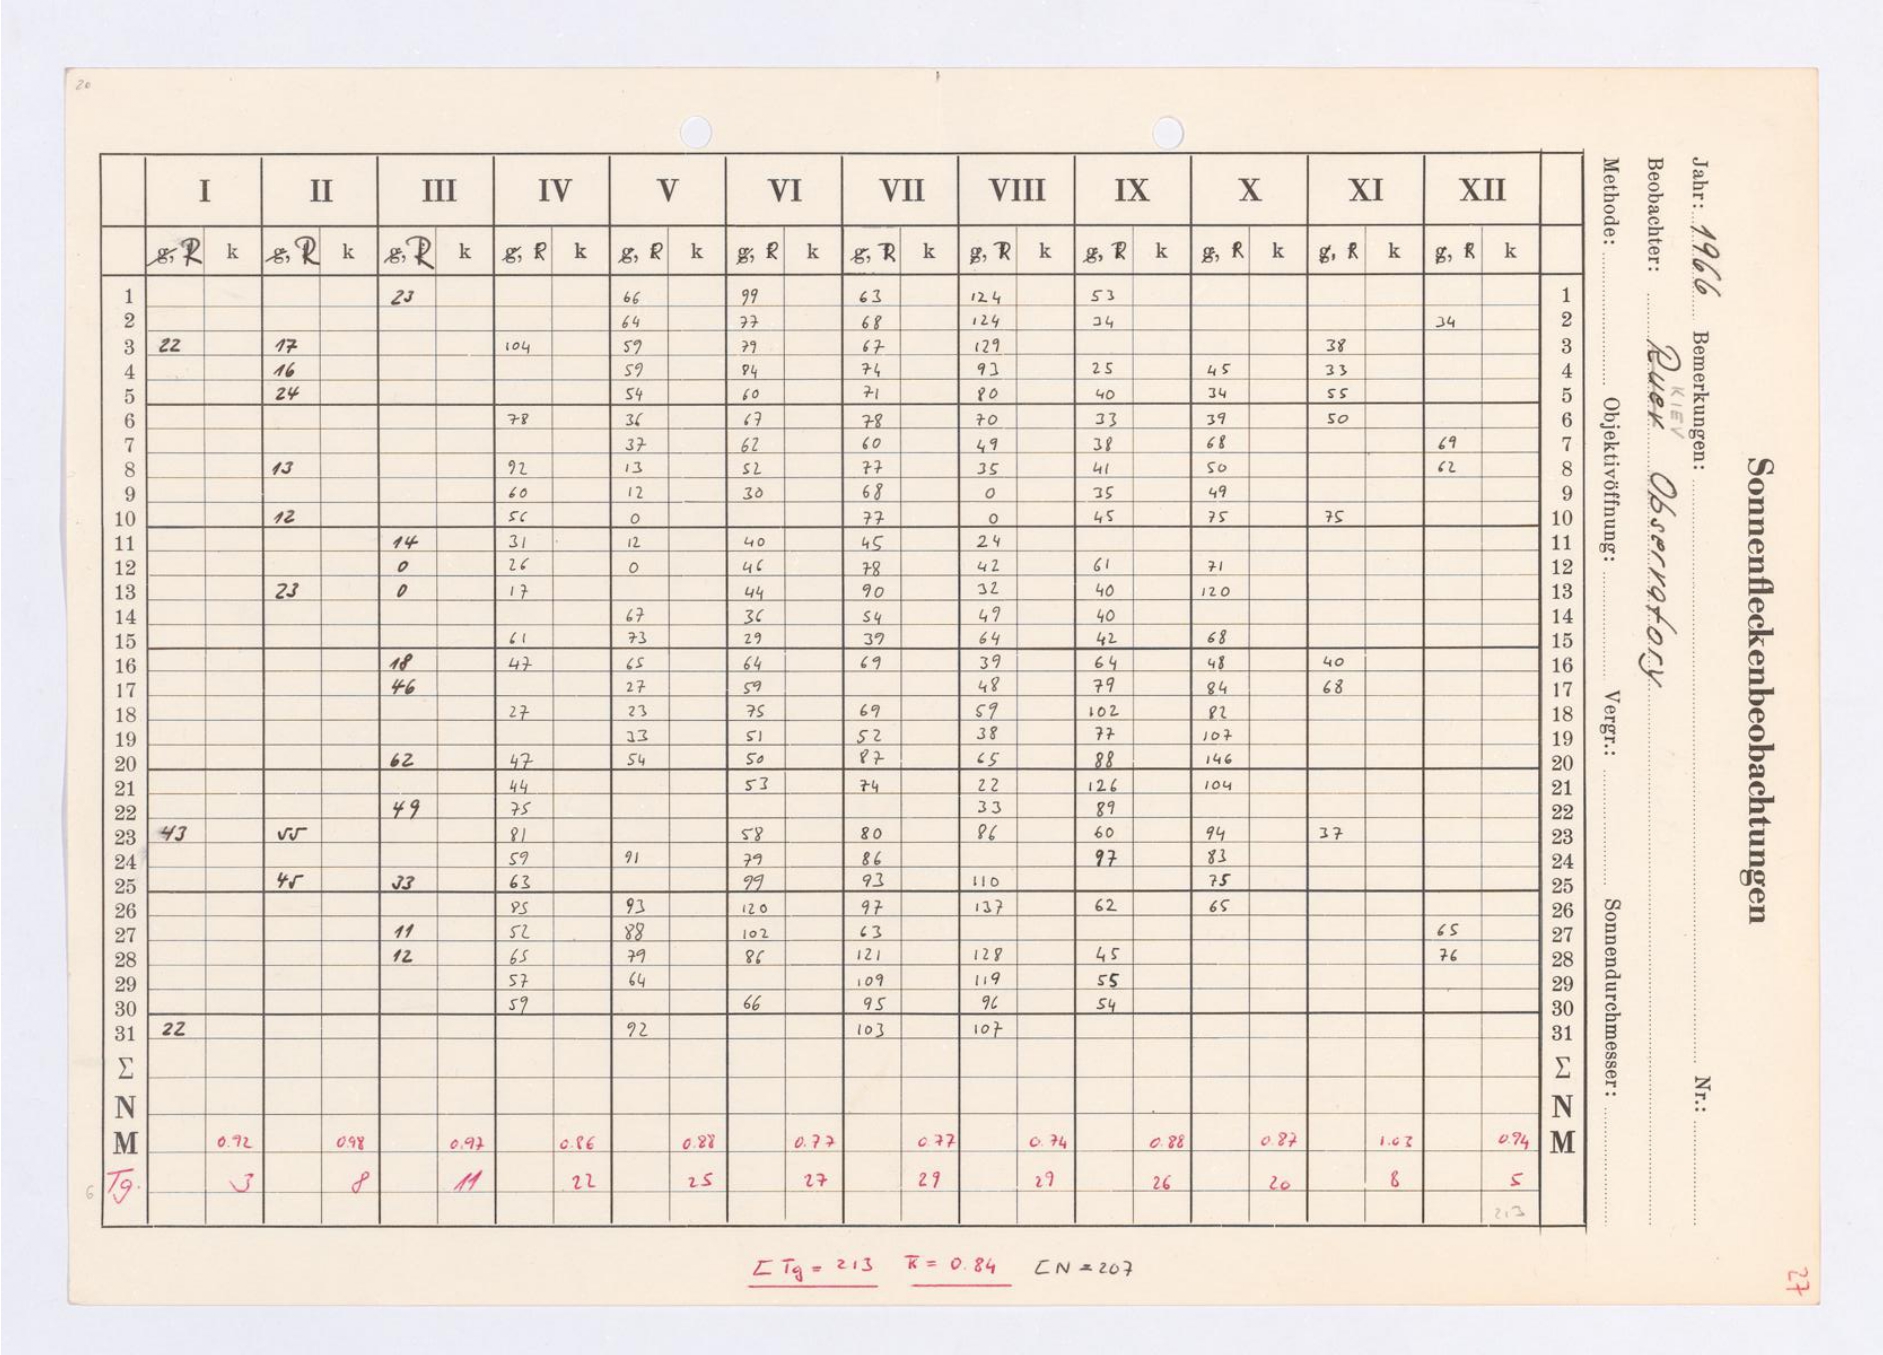 20
I II III IV V VI VII VIII IX X XI XII
g, R k g, R k g, R k g, R k g, R k g, R k g, R k g, R k g, R k g, R k g, R k g, R k
1 23 66 99 63 124 53 1
2 64 77 68 124 34 34 2
3 22 17 104 59 79 67 129 38 3
4 16 59 84 74 93 25 45 33 4
5 24 54 60 71 80 40 34 55 5
6 78 36 67 78 70 33 39 50 6
7 37 62 60 49 38 68 69 7
8 13 92 13 52 77 35 41 50 62 8
9 60 12 30 68 0 35 49 9
10 12 56 0 77 0 45 75 75 10
11 14 31 12 40 45 24 11
12 0 26 0 46 78 42 61 71 12
13 23 0 17 44 90 32 40 120 13
14 67 36 54 49 40 14
15 61 73 29 39 64 42 68 15
16 18 47 65 64 69 39 64 48 40 16
17 46 27 59 48 79 84 68 17
18 27 23 75 69 59 102 82 18
19 33 51 52 38 77 107 19
20 62 47 54 50 87 65 88 146 20
21 44 53 74 22 126 104 21
22 49 75 33 89 22
23 43 55 81 58 80 86 60 94 37 23
24 59 91 79 86 97 83 24
25 45 33 63 99 93 110 75 25
26 85 93 120 97 137 62 65 26
27 11 52 88 102 63 65 27
28 12 65 79 86 121 128 45 76 28
29 57 64 109 119 55 29
30 59 66 95 96 54 30
31 22 92 103 107 31
Σ Σ
N N
M 0.92 0.98 0.97 0.86 0.88 0.77 0.77 0.74 0.88 0.87 1.03 0.94 M
6 Tg. 3 8 11 22 25 27 29 29 26 20 8 5
213
Σ Tg = 213 k = 0.84 ΣN = 207
Sonnenfleckenbeobachtungen
Jahr: 1966 Bemerkungen: Nr.:
KIEV
Beobachter: Observatory
Methode: Objektivöffnung: Vergr.: Sonnendurchmesser:
27